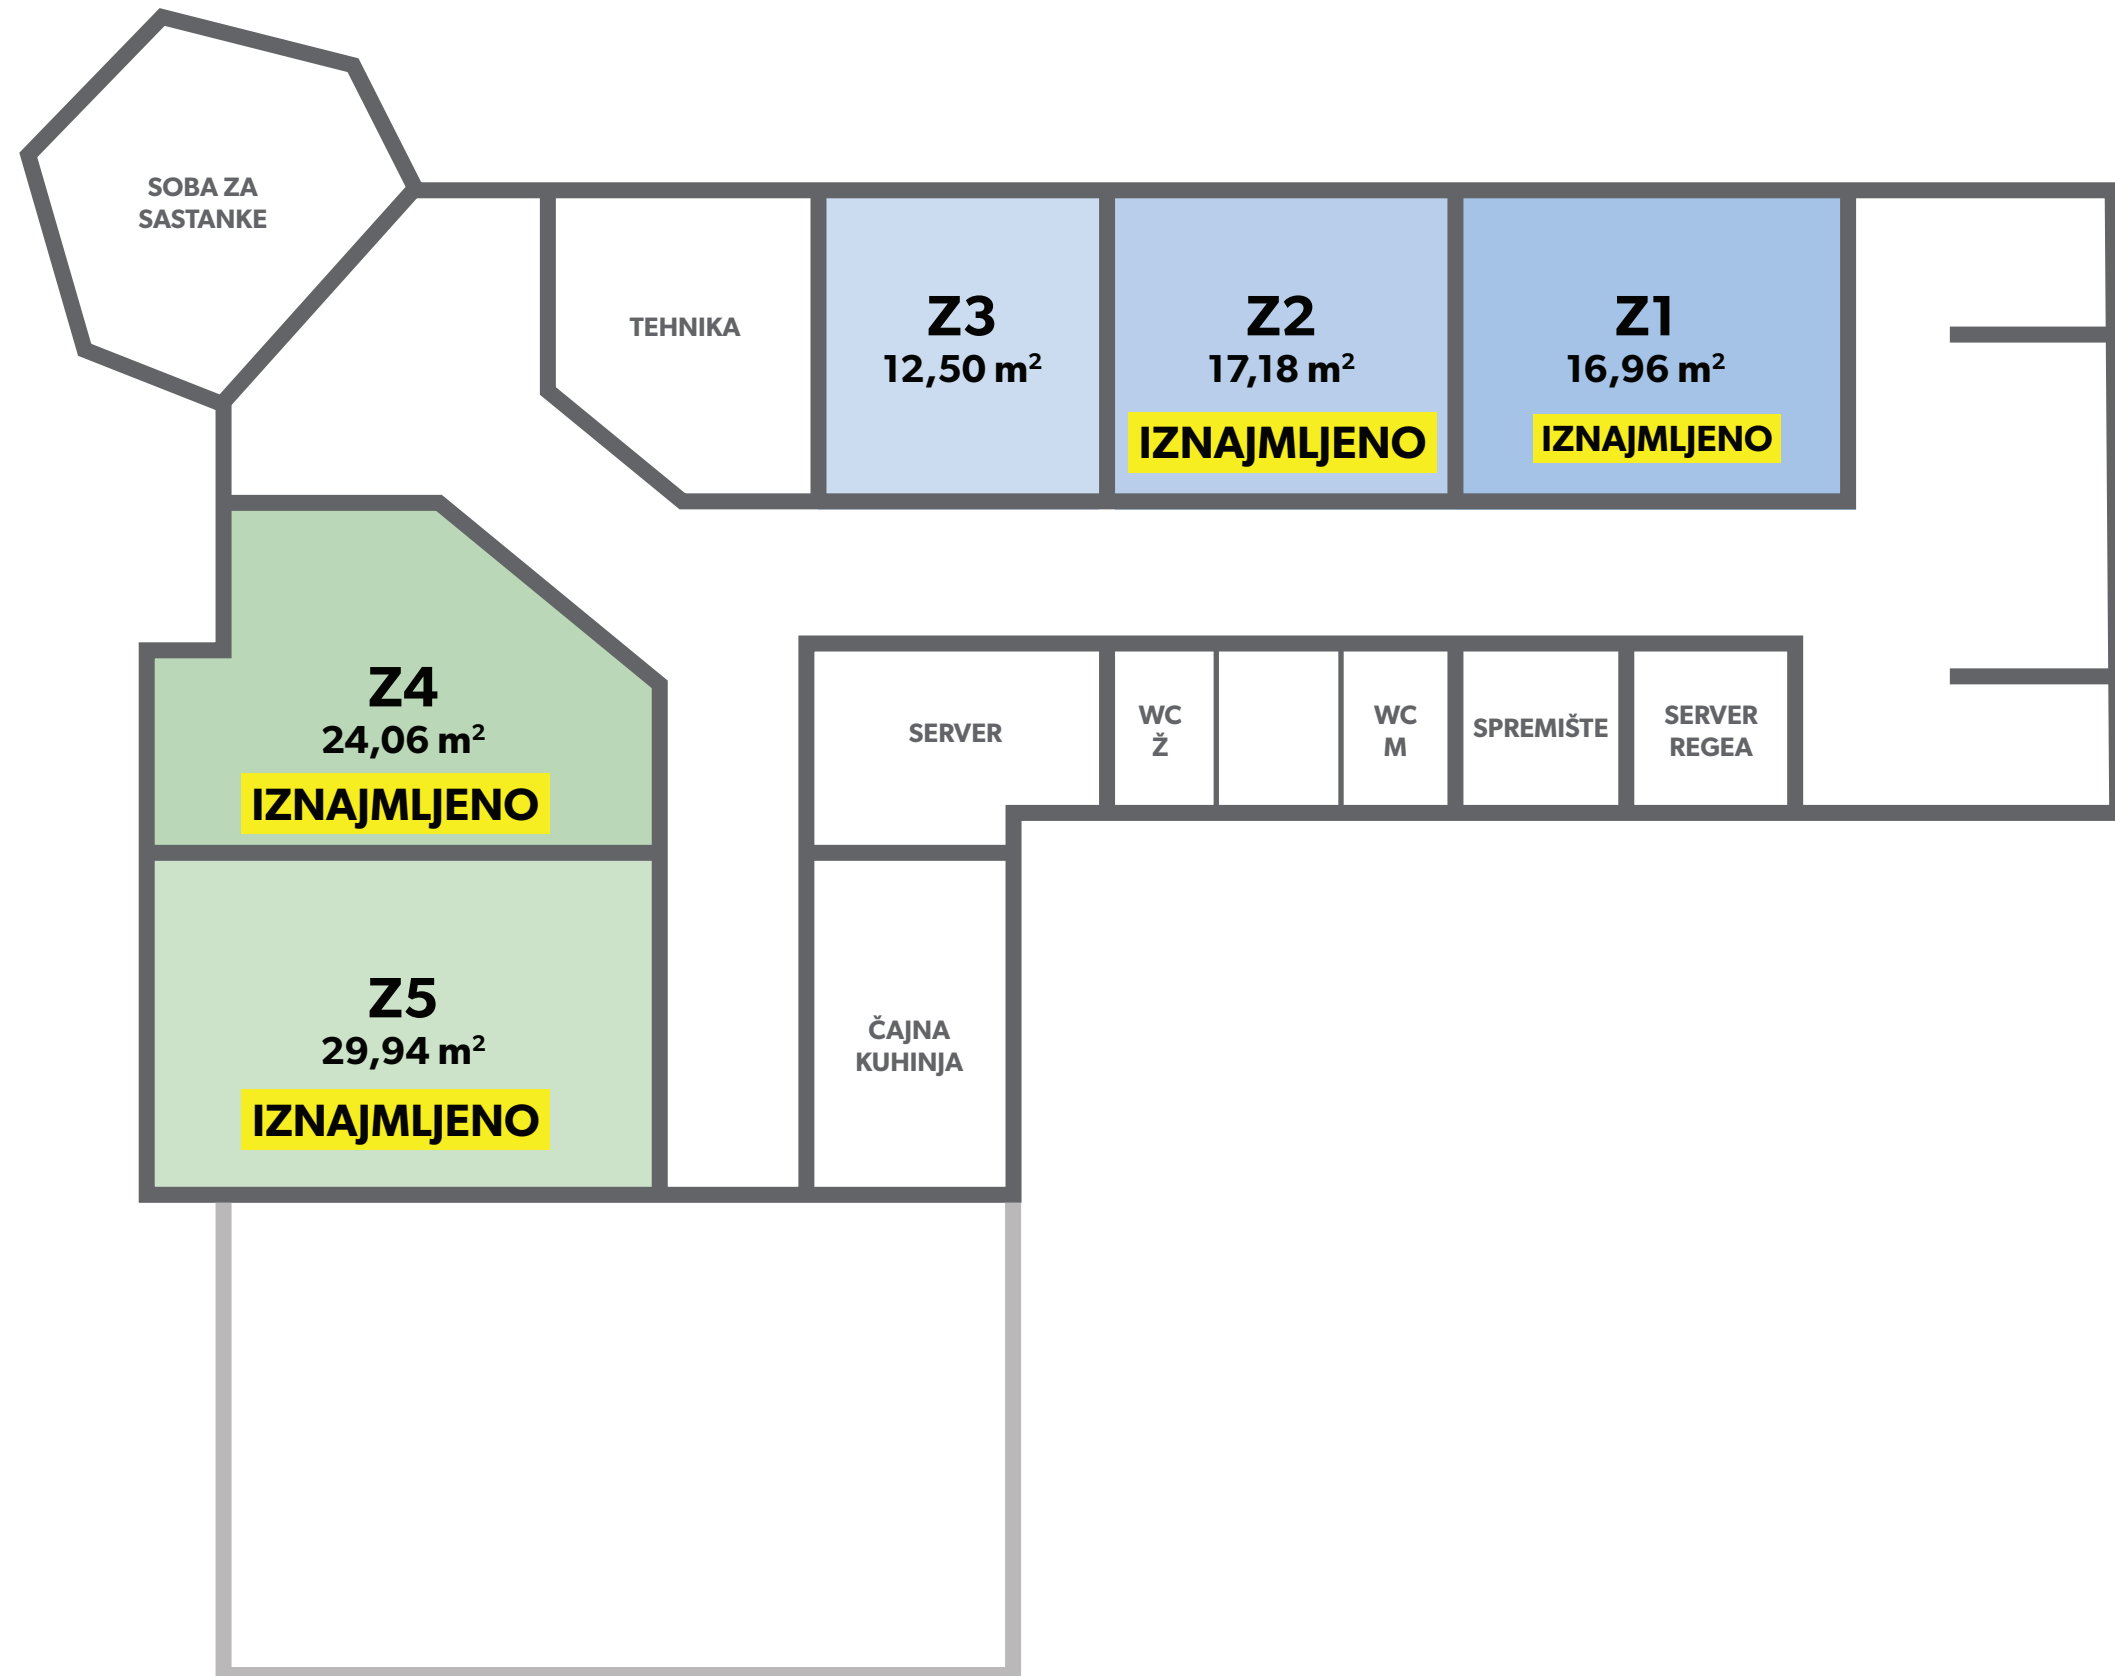 SOBA ZA
SASTANKE
TEHNIKA
Z3
12,50 m²
Z2
17,18 m²
IZNAJMLJENO
Z1
16,96 m²
IZNAJMLJENO
Z4
24,06 m²
IZNAJMLJENO
SERVER
WC
Ž
WC
M
SPREMIŠTE
SERVER
REGEA
Z5
29,94 m²
IZNAJMLJENO
ČAJNA
KUHINJA